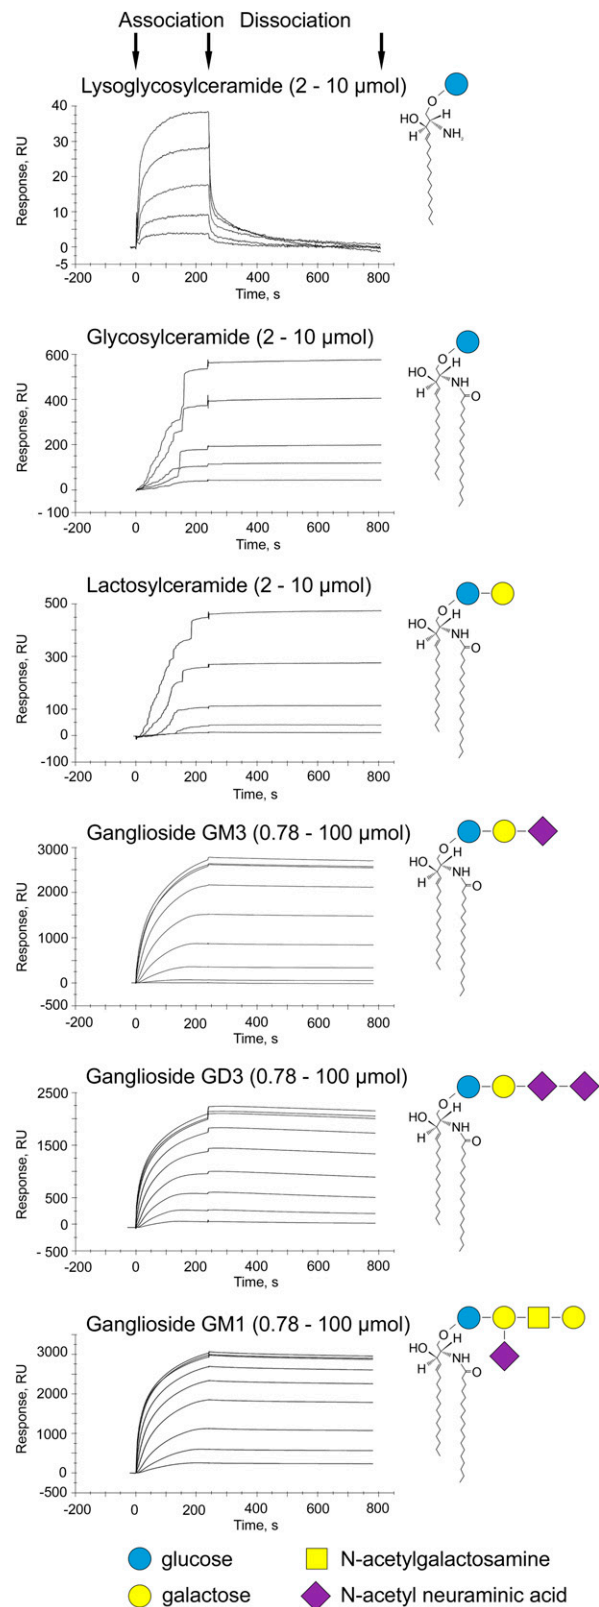 Association Dissociation
Lysoglycosylceramide (2 - 10 µmol)
Response, RU
40
30
20
10
0
-5
-200 0 200 400 600 800
Time, s
O
HO
H
NH2
Glycosylceramide (2 - 10 µmol)
Response, RU
600
400
200
0
- 100
-200 0 200 400 600 800
Time, s
O
H
HO
NH
H
O
Lactosylceramide (2 - 10 µmol)
Response, RU
500
300
100
0
-100
-200 0 200 400 600 800
Time, s
O
H
HO
NH
H
O
Ganglioside GM3 (0.78 - 100 µmol)
Response, RU
3000
2000
1000
0
-500
-200 0 200 400 600 800
Time, s
O
H
HO
NH
H
O
Ganglioside GD3 (0.78 - 100 µmol)
Response, RU
2500
1500
500
0
- 500
-200 0 200 400 600 800
Time, s
O
H
HO
NH
H
O
Ganglioside GM1 (0.78 - 100 µmol)
Response, RU
3000
2000
1000
0
-500
-200 0 200 400 600 800
Time, s
O
H
HO
NH
H
O
glucose N-acetylgalactosamine
galactose N-acetyl neuraminic acid